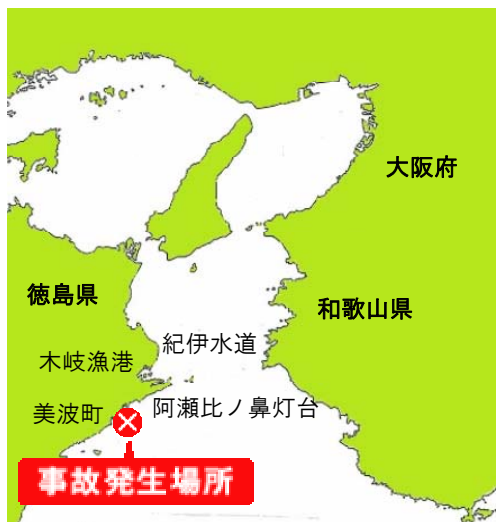 大阪府
徳島県
和歌山県
紀伊水道
木岐漁港
阿瀬比ノ鼻灯台
美波町
事故発生場所